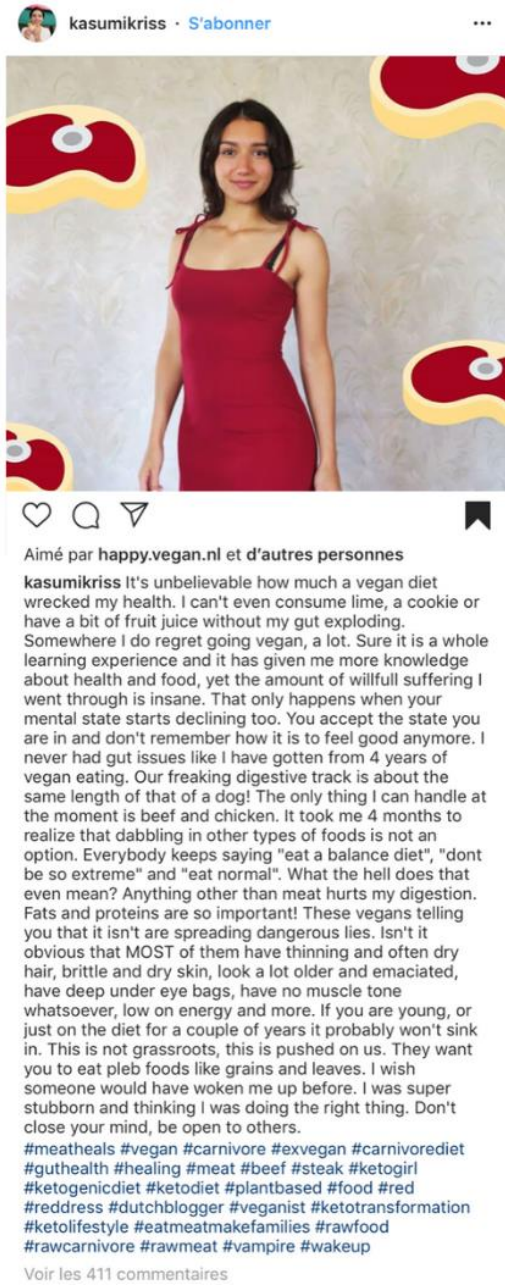 kasumikriss · S'abonner
Aimé par happy.vegan.nl et d'autres personnes
kasumikriss It's unbelievable how much a vegan diet
wrecked my health. I can't even consume lime, a cookie or
have a bit of fruit juice without my gut exploding.
Somewhere I do regret going vegan, a lot. Sure it is a whole
learning experience and it has given me more knowledge
about health and food, yet the amount of willfull suffering I
went through is insane. That only happens when your
mental state starts declining too. You accept the state you
are in and don't remember how it is to feel good anymore. I
never had gut issues like I have gotten from 4 years of
vegan eating. Our freaking digestive track is about the
same length of that of a dog! The only thing I can handle at
the moment is beef and chicken. It took me 4 months to
realize that dabbling in other types of foods is not an
option. Everybody keeps saying "eat a balance diet", "dont
be so extreme" and "eat normal". What the hell does that
even mean? Anything other than meat hurts my digestion.
Fats and proteins are so important! These vegans telling
you that it isn't are spreading dangerous lies. Isn't it
obvious that MOST of them have thinning and often dry
hair, brittle and dry skin, look a lot older and emaciated,
have deep under eye bags, have no muscle tone
whatsoever, low on energy and more. If you are young, or
just on the diet for a couple of years it probably won't sink
in. This is not grassroots, this is pushed on us. They want
you to eat pleb foods like grains and leaves. I wish
someone would have woken me up before. I was super
stubborn and thinking I was doing the right thing. Don't
close your mind, be open to others.
#meatheals #vegan #carnivore #exvegan #carnivorediet
#guthealth #healing #meat #beef #steak #ketogirl
#ketogenicdiet #ketodiet #plantbased #food #red
#reddress #dutchblogger #veganist #ketotransformation
#ketolifestyle #eatmeatmakefamilies #rawfood
#rawcarnivore #rawmeat #vampire #wakeup
Voir les 411 commentaires